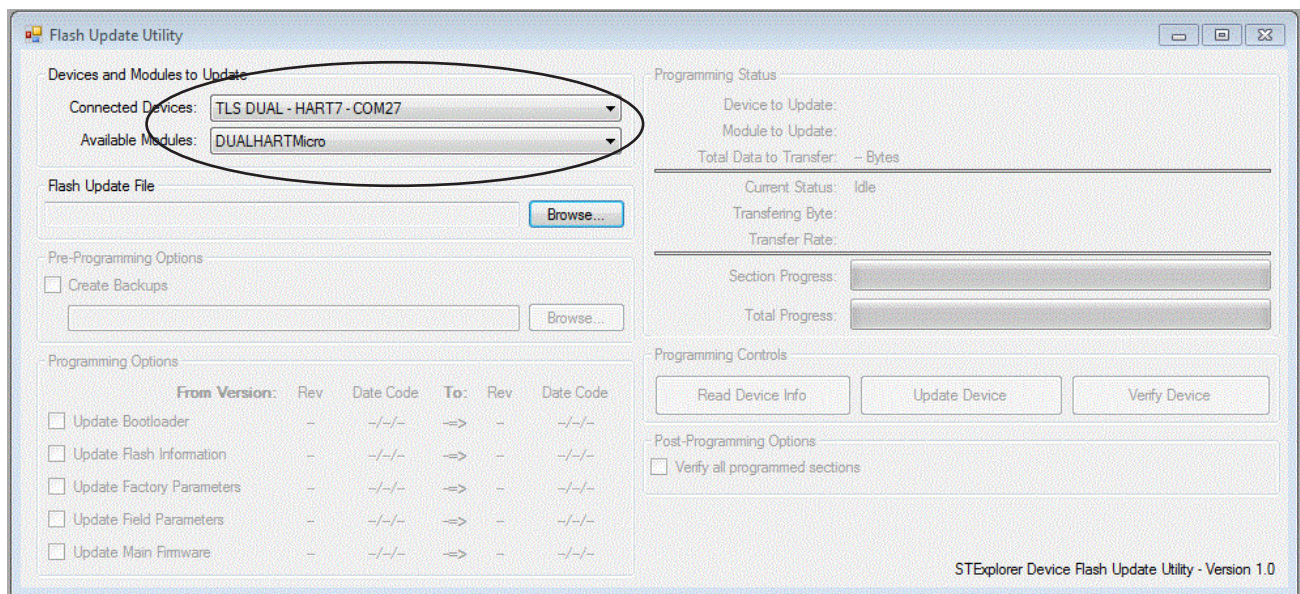 Flash Update Utility
Devices and Modules to Update
Connected Devices: TLS DUAL - HART7 - COM27
Available Modules: DUALHARTMicro
Flash Update File
Browse...
Pre-Programming Options
Create Backups
Browse...
Programming Options
From Version: Rev Date Code To: Rev Date Code
Update Bootloader -- --/--/-- --=> -- --/--/--
Update Flash Information -- --/--/-- --=> -- --/--/--
Update Factory Parameters -- --/--/-- --=> -- --/--/--
Update Field Parameters -- --/--/-- --=> -- --/--/--
Update Main Firmware -- --/--/-- --=> -- --/--/--
Programming Status
Device to Update:
Module to Update:
Total Data to Transfer: -- Bytes
Current Status: Idle
Transfering Byte:
Transfer Rate:
Section Progress:
Total Progress:
Programming Controls
Read Device Info Update Device Verify Device
Post-Programming Options
Verify all programmed sections
STExplorer Device Flash Update Utility - Version 1.0